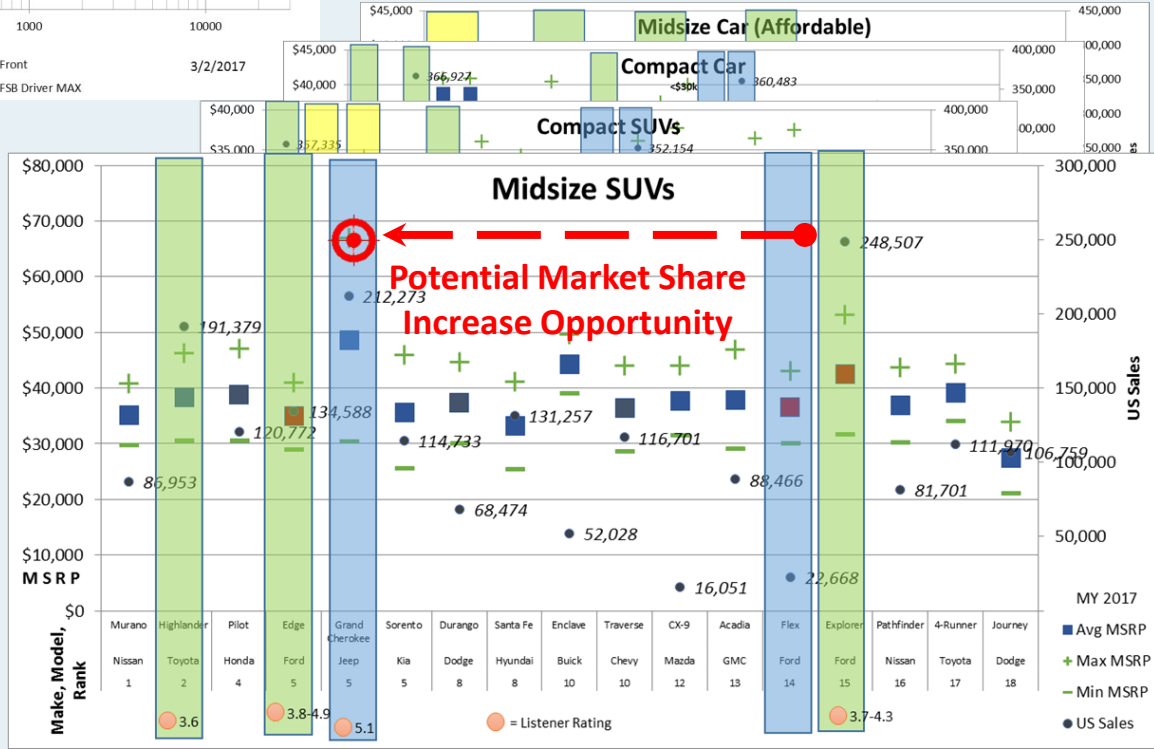 1000
10000
Front
3/2/2017
FSB Driver MAX
$45,000
Midsize Car (Affordable)
450,000
$45,000
Compact Car
400,000
366,927
<$30k
360,483
$40,000
350,000
350,000
$40,000
Compact SUVs
400,000
357,335
352,154
$35,000
350,000
$80,000
Midsize SUVs
300,000
$70,000
250,000
248,507
Potential Market Share
Increase Opportunity
$60,000
212,273
200,000
191,379
$50,000
$40,000
150,000
US Sales
134,588
131,257
120,772
114,733
116,701
111,970
106,759
$30,000
100,000
86,953
88,466
81,701
$20,000
68,474
52,028
50,000
$10,000
22,668
16,051
MSRP
$0
Make, Model, Rank
Murano Highlander Pilot Edge Grand Cherokee Sorento Durango Santa Fe Enclave Traverse CX-9 Acadia Flex Explorer Pathfinder 4-Runner Journey
Nissan Toyota Honda Ford Jeep Kia Dodge Hyundai Buick Chevy Mazda GMC Ford Ford Nissan Toyota Dodge
1 2 4 5 5 5 8 8 10 10 12 13 14 15 16 17 18
3.6
3.8-4.9
5.1
= Listener Rating
3.7-4.3
MY 2017
Avg MSRP
Max MSRP
Min MSRP
US Sales